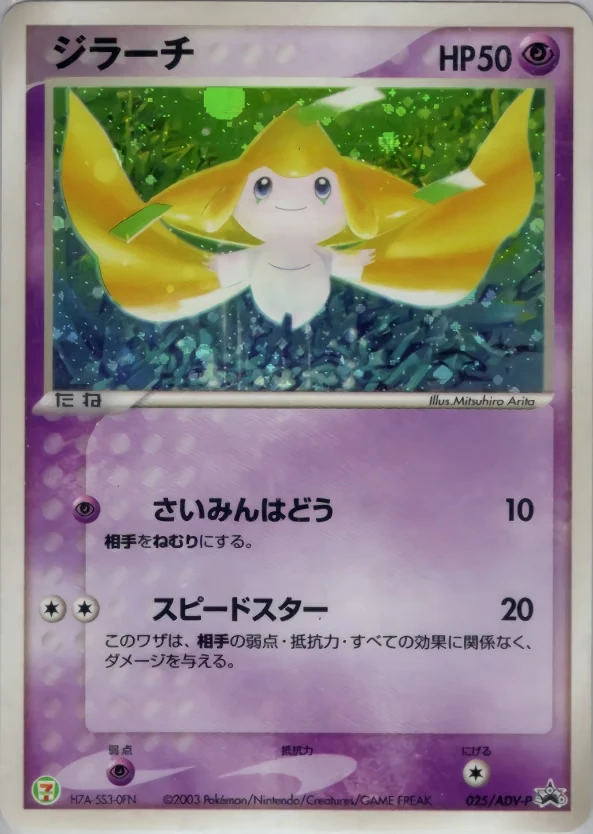 ジラーチ
HP50
たね
Illus.Mitsuhiro Arita
さいみんはどう 10
相手をねむりにする。
スピードスター 20
このワザは、相手の弱点・抵抗力・すべての効果に関係なく、
ダメージを与える。
弱点 抵抗力 にげる
7
H7A-SS3-0FN ©2003 Pokémon/Nintendo/Creatures/GAME FREAK 025/ADV-P